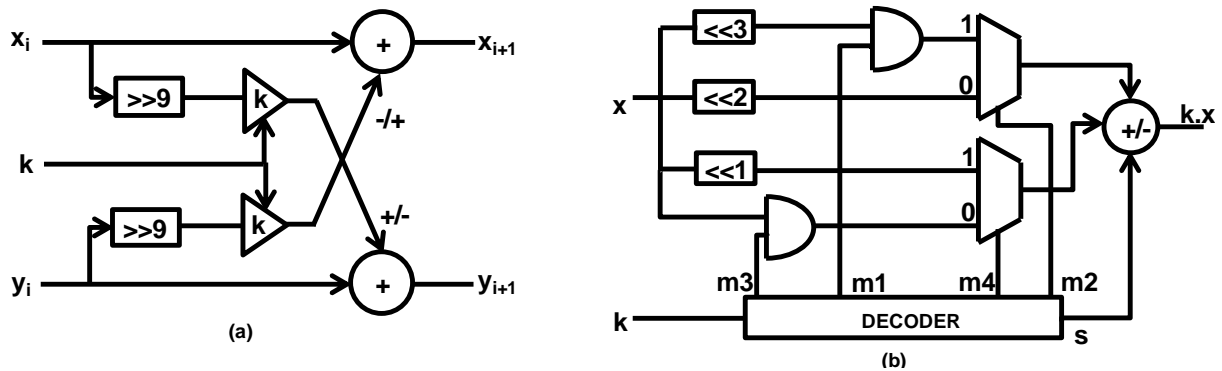 xi
+
xi+1
>>9
k
-/+
k
>>9
k
+/-
yi
+
yi+1
(a)
<<3
1
x
<<2
0
<<1
1
0
+/-
k.x
m3
m1
m4
m2
k
DECODER
s
(b)